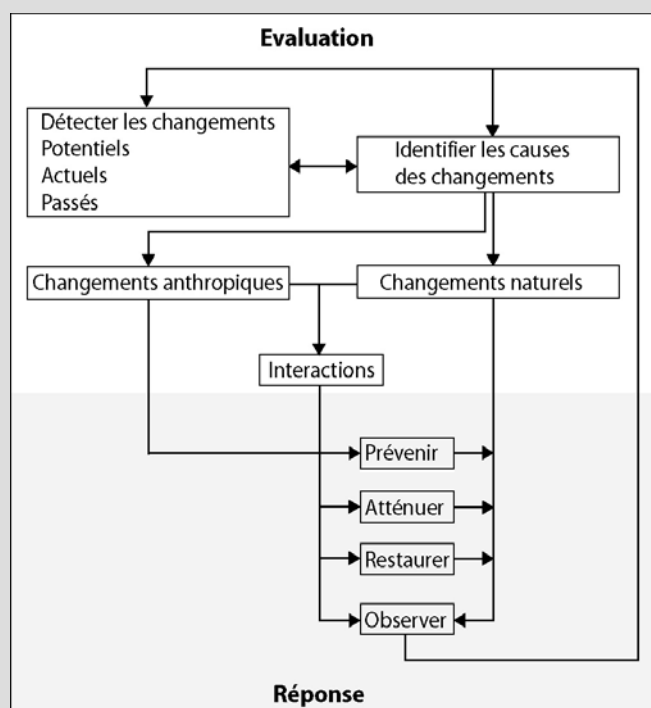 Evaluation
Détecter les changements
Potentiels
Actuels
Passés
Identifier les causes
des changements
Changements anthropiques
Changements naturels
Interactions
Prévenir
Atténuer
Restaurer
Observer
Réponse